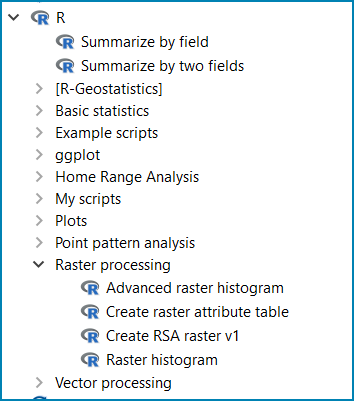 R
Summarize by field
Summarize by two fields
[R-Geostatistics]
Basic statistics
Example scripts
ggplot
Home Range Analysis
My scripts
Plots
Point pattern analysis
Raster processing
Advanced raster histogram
Create raster attribute table
Create RSA raster v1
Raster histogram
Vector processing